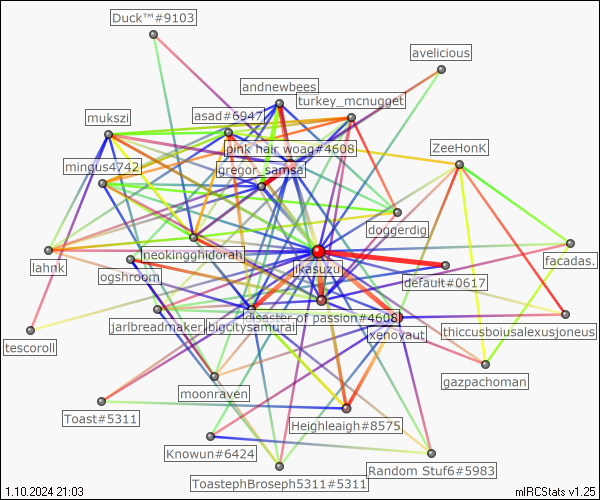 Duck™#9103
avelicious
andnewbees
turkey_mcnugget
asad#6947
mukszi
pink hair woag#4608
ZeeHonK
mingus4742
gregor_samsa
doggerdig
neokingghidorah
facadas.
lahnk
ikasuzu
ogshroom
default#0617
disaster of passion#4608
jarlbreadmaker
bigcitysamurai
xenoyaut
thiccusboiusalexusjoneus
tescoroll
gazpachoman
moonraven
Toast#5311
Heighleaigh#8575
Knowun#6424
Random Stuf6#5983
ToastephBroseph5311#5311
1.10.2024 21:03
mIRCStats v1.25